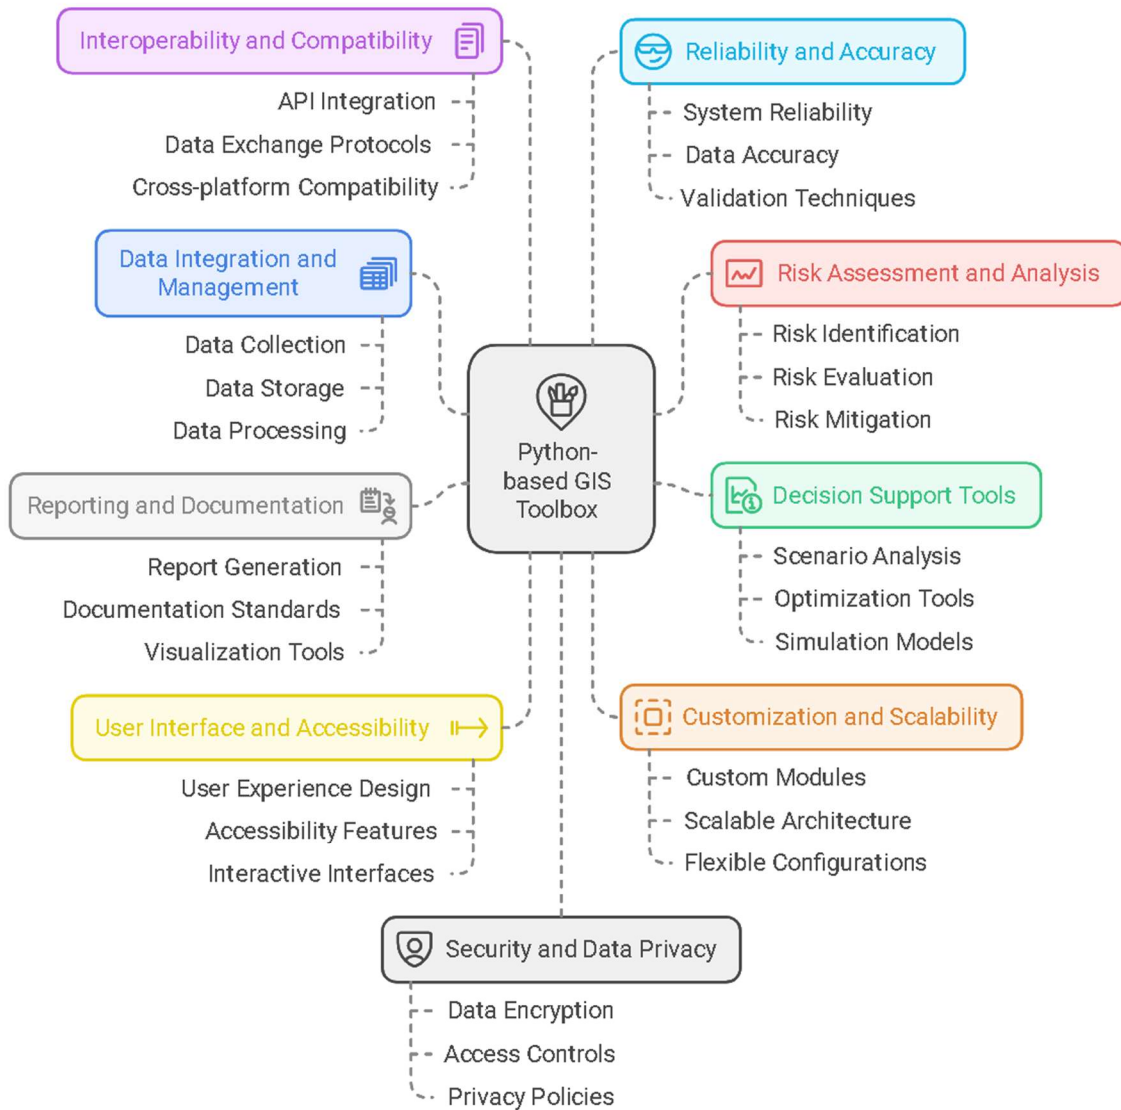 Interoperability and Compatibility
API Integration
Data Exchange Protocols
Cross-platform Compatibility
Reliability and Accuracy
System Reliability
Data Accuracy
Validation Techniques
Data Integration and
Management
Data Collection
Data Storage
Data Processing
Risk Assessment and Analysis
Risk Identification
Risk Evaluation
Risk Mitigation
Python-
based GIS
Toolbox
Reporting and Documentation
Report Generation
Documentation Standards
Visualization Tools
Decision Support Tools
Scenario Analysis
Optimization Tools
Simulation Models
User Interface and Accessibility
User Experience Design
Accessibility Features
Interactive Interfaces
Customization and Scalability
Custom Modules
Scalable Architecture
Flexible Configurations
Security and Data Privacy
Data Encryption
Access Controls
Privacy Policies